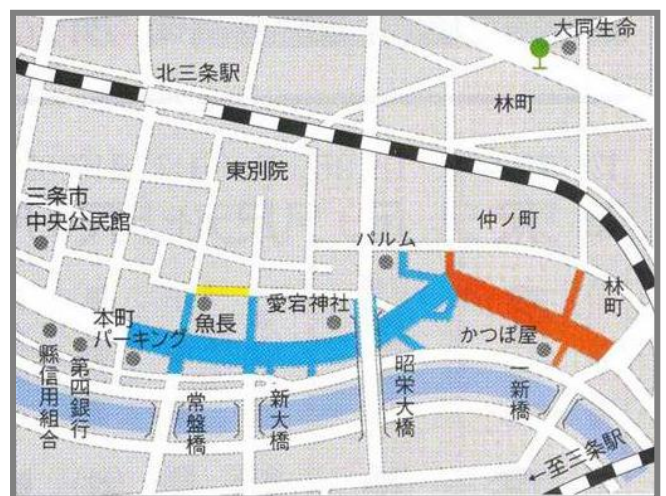 大同生命
北三条駅
林町
東別院
三条市
中央公民館
仲ノ町
パルム
林町
本町
パーキング
魚長
愛宕神社
かつぼ屋
縣信用組合
第四銀行
常盤橋
新大橋
昭栄大橋
一新橋
←至三条駅